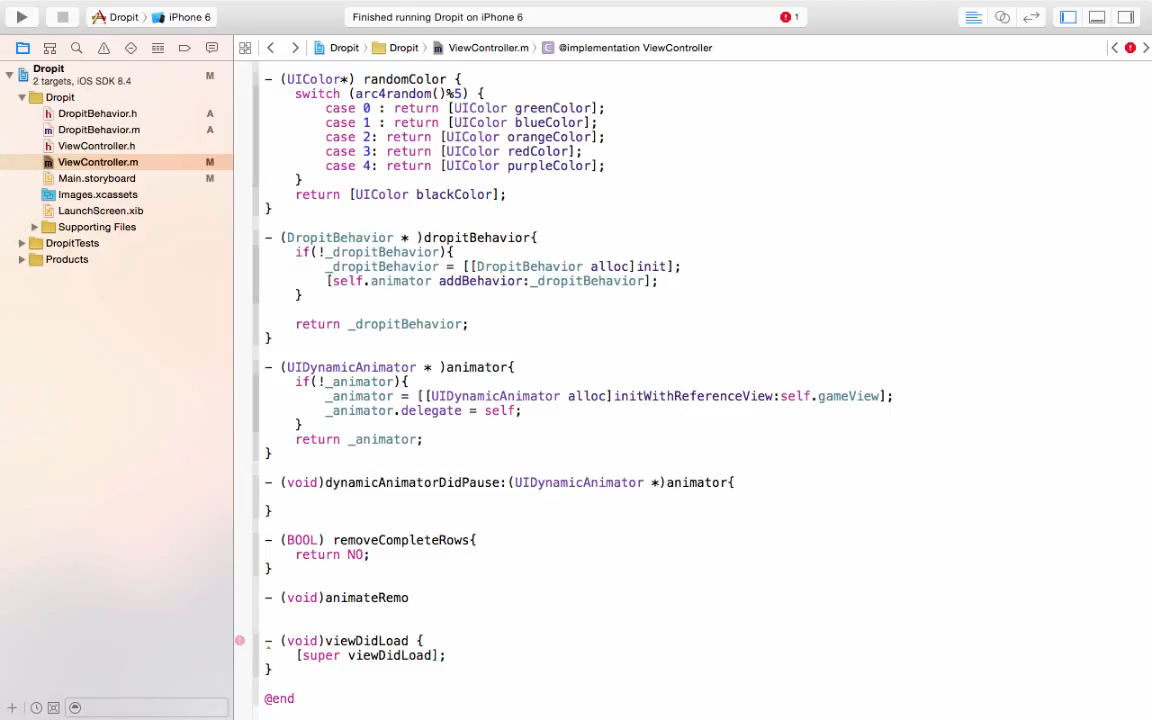 Dropit iPhone 6
Finished running Dropit on iPhone 6
1
Dropit
2 targets, iOS SDK 8.4
M
Dropit
DropitBehavior.h A
DropitBehavior.m A
ViewController.h
ViewController.m M
Main.storyboard M
Images.xcassets
LaunchScreen.xib
Supporting Files
DropitTests
Products
Dropit Dropit ViewController.m @implementation ViewController
- (UIColor*) randomColor {
switch (arc4random()%5) {
case 0 : return [UIColor greenColor];
case 1 : return [UIColor blueColor];
case 2: return [UIColor orangeColor];
case 3: return [UIColor redColor];
case 4: return [UIColor purpleColor];
}
return [UIColor blackColor];
}
- (DropitBehavior * )dropitBehavior{
if(!_dropitBehavior){
_dropitBehavior = [[DropitBehavior alloc]init];
[self.animator addBehavior:_dropitBehavior];
}
return _dropitBehavior;
}
- (UIDynamicAnimator * )animator{
if(!_animator){
_animator = [[UIDynamicAnimator alloc]initWithReferenceView:self.gameView];
_animator.delegate = self;
}
return _animator;
}
- (void)dynamicAnimatorDidPause:(UIDynamicAnimator *)animator{
}
- (BOOL) removeCompleteRows{
return NO;
}
- (void)animateRemo
- (void)viewDidLoad {
[super viewDidLoad];
}
@end